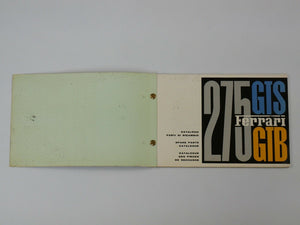 275 GTS
Ferrari
GTB
CATALOGO
PARTI DI RICAMBIO
SPARE PARTS
CATALOGUE
CATALOGUE
DES PIECES
DE RECHANGE